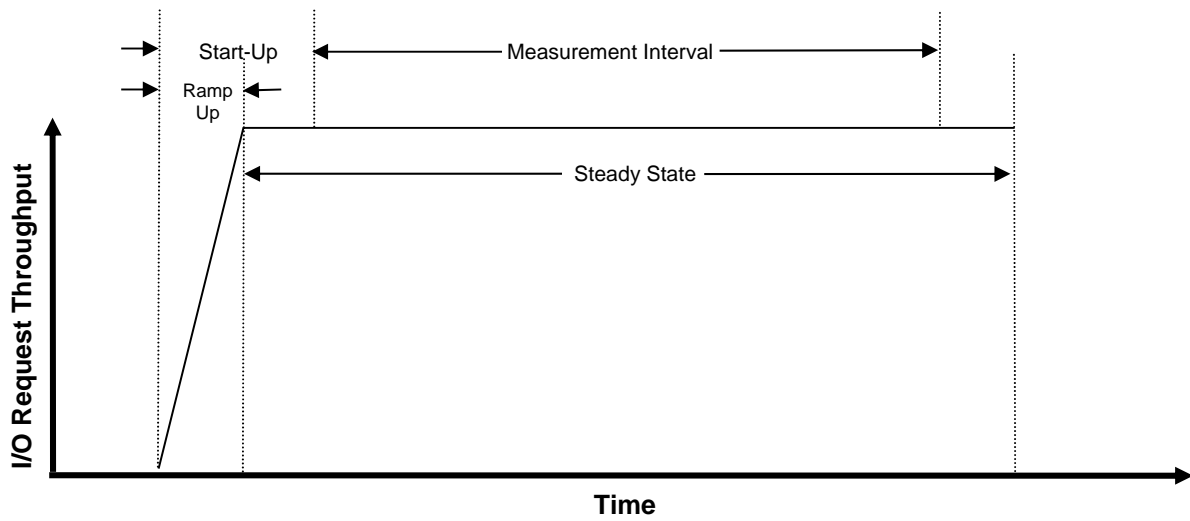 Start-Up
Measurement Interval
Ramp
Up
Steady State
I/O Request Throughput
Time